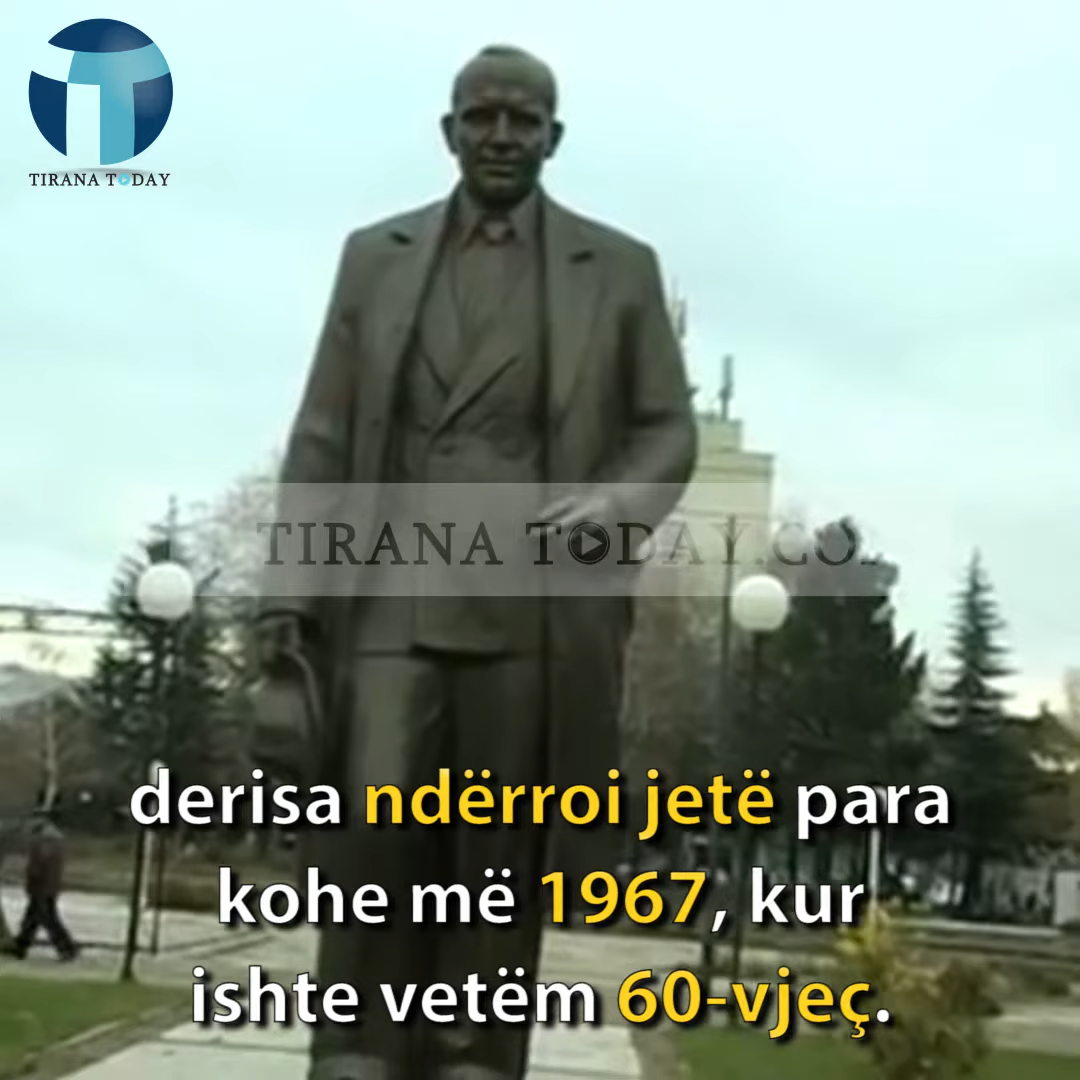 TIRANA TODAY
TIRANA TODAY.CO
derisa ndërroi jetë para
kohe më 1967, kur
ishte vetëm 60-vjeç.